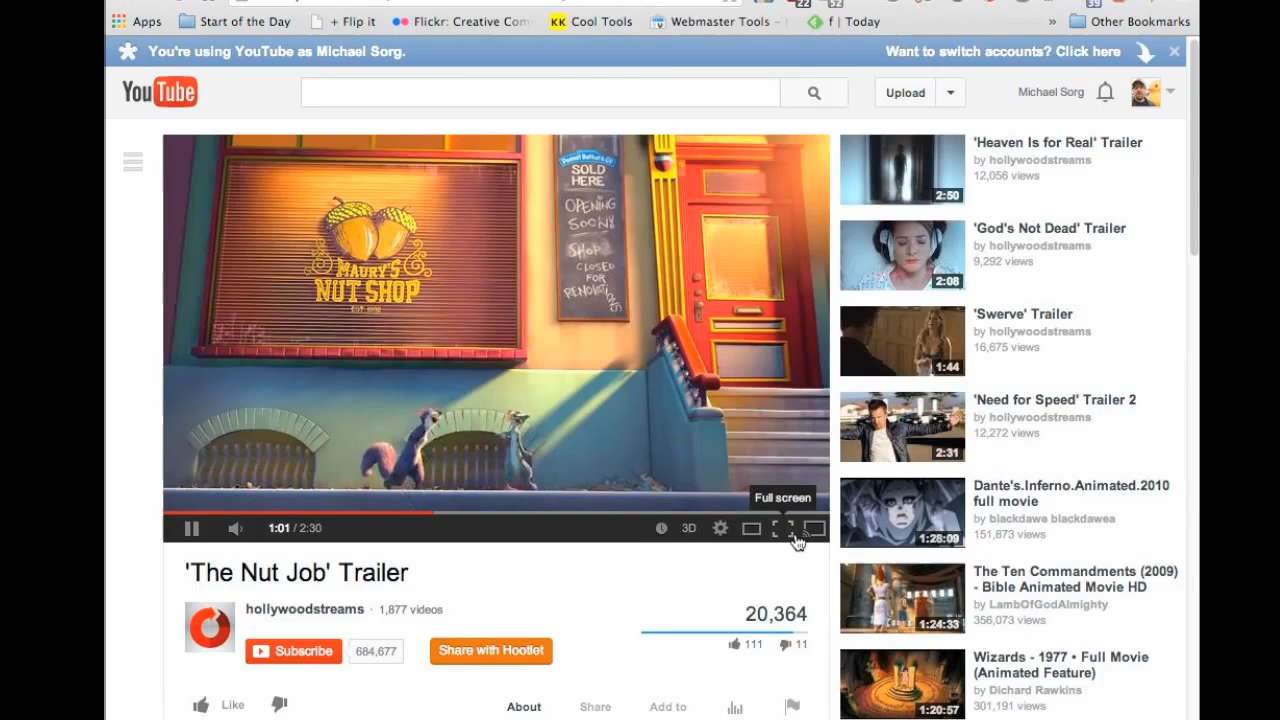 22
52
39
Apps
Start of the Day
+ Flip it
Flickr: Creative Com
KK Cool Tools
Webmaster Tools -
f | Today
»
Other Bookmarks
You're using YouTube as Michael Sorg.
Want to switch accounts? Click here
YouTube
Upload
Michael Sorg
SOLD
HERE
OPENING
SOON!
SHOP
CLOSED
FOR
RENOVATIONS
MAURY'S
NUT SHOP
Full screen
1:01 / 2:30
3D
'The Nut Job' Trailer
hollywoodstreams · 1,877 videos
Subscribe
684,677
Share with Hootlet
20,364
111
11
Like
About
Share
Add to
'Heaven Is for Real' Trailer
by hollywoodstreams
12,056 views
2:50
'God's Not Dead' Trailer
by hollywoodstreams
9,292 views
2:08
'Swerve' Trailer
by hollywoodstreams
16,675 views
1:44
'Need for Speed' Trailer 2
by hollywoodstreams
12,272 views
2:31
Dante's.Inferno.Animated.2010
full movie
by blackdawe blackdawea
151,873 views
1:28:09
The Ten Commandments (2009)
- Bible Animated Movie HD
by LambOfGodAlmighty
356,073 views
1:24:33
Wizards - 1977 • Full Movie
(Animated Feature)
by Dichard Rawkins
301,191 views
1:20:57